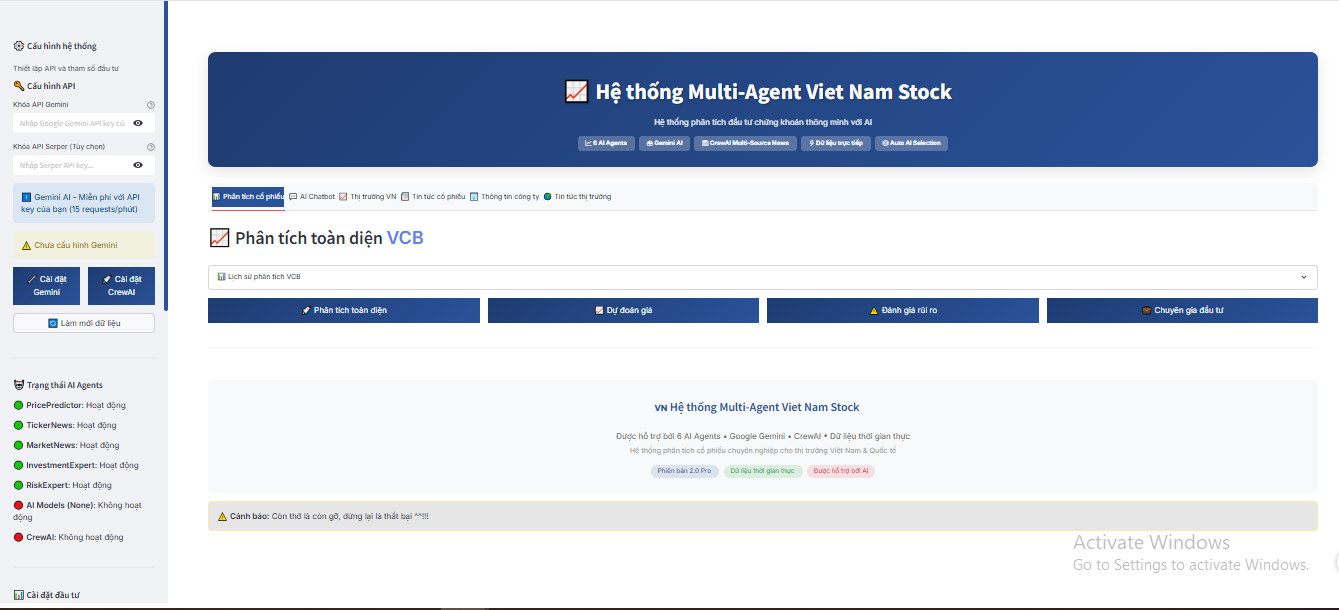 Cấu hình hệ thống
Thiết lập API và tham số đầu tư
Cấu hình API
Khóa API Gemini
Nhập Google Gemini API key củ
Khóa API Serper (Tùy chọn)
Nhập Serper API key...
Gemini AI - Miễn phí với API
key của bạn (15 requests/phút)
Chưa cấu hình Gemini
Cài đặt
Gemini
Cài đặt
CrewAI
Làm mới dữ liệu
Trạng thái AI Agents
PricePredictor: Hoạt động
TickerNews: Hoạt động
MarketNews: Hoạt động
InvestmentExpert: Hoạt động
RiskExpert: Hoạt động
AI Models (None): Không hoạt
động
CrewAI: Không hoạt động
Cài đặt đầu tư
Hệ thống Multi-Agent Viet Nam Stock
Hệ thống phân tích đầu tư chứng khoán thông minh với AI
6 AI Agents
Gemini AI
CrewAI Multi-Source News
Dữ liệu trực tiếp
Auto AI Selection
Phân tích cổ phiếu
AI Chatbot
Thị trường VN
Tin tức cổ phiếu
Thông tin công ty
Tin tức thị trường
Phân tích toàn diện VCB
Lịch sử phân tích VCB
Phân tích toàn diện
Dự đoán giá
Đánh giá rủi ro
Chuyên gia đầu tư
VN Hệ thống Multi-Agent Viet Nam Stock
Được hỗ trợ bởi 6 AI Agents • Google Gemini • CrewAI • Dữ liệu thời gian thực
Hệ thống phân tích cổ phiếu chuyên nghiệp cho thị trường Việt Nam & Quốc tế
Phiên bản 2.0 Pro
Dữ liệu thời gian thực
Được hỗ trợ bởi AI
Cảnh báo: Còn thở là còn gỡ, dừng lại là thất bại ^^!!!
Activate Windows
Go to Settings to activate Windows.